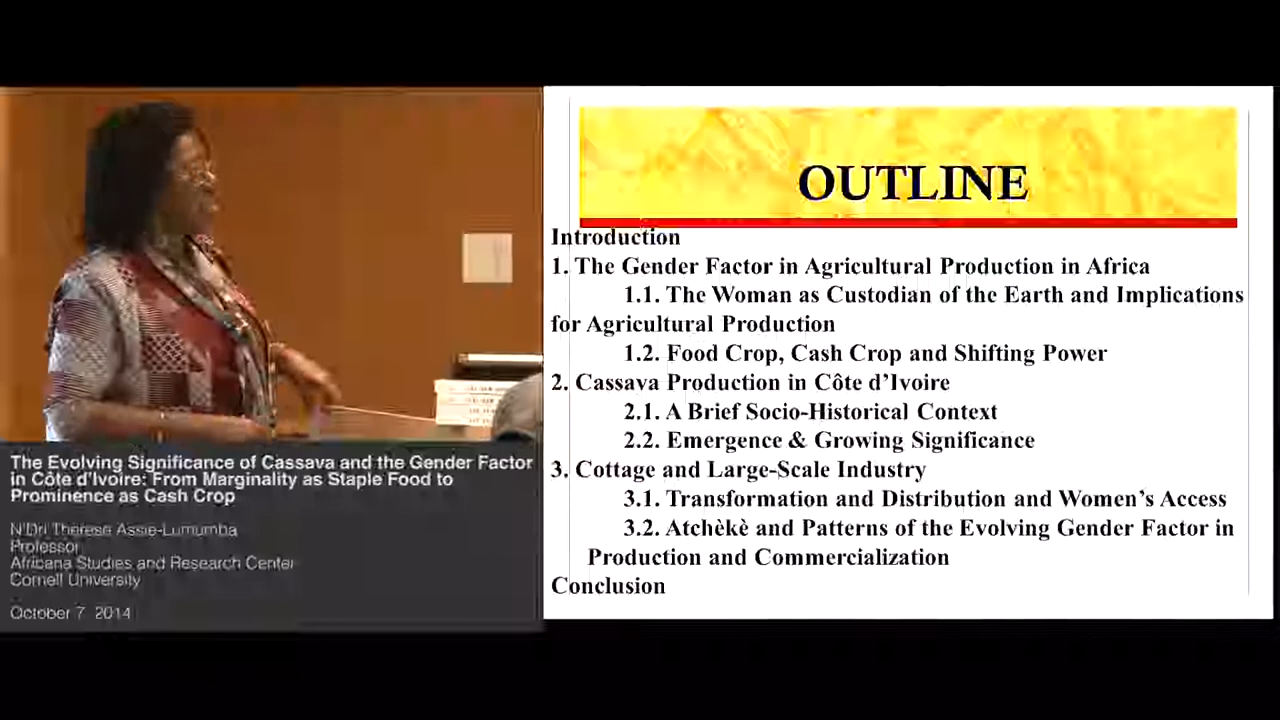 OUTLINE
Introduction
1. The Gender Factor in Agricultural Production in Africa
1.1. The Woman as Custodian of the Earth and Implications
for Agricultural Production
1.2. Food Crop, Cash Crop and Shifting Power
2. Cassava Production in Côte d’Ivoire
2.1. A Brief Socio-Historical Context
2.2. Emergence & Growing Significance
3. Cottage and Large-Scale Industry
3.1. Transformation and Distribution and Women’s Access
3.2. Atchèkè and Patterns of the Evolving Gender Factor in
Production and Commercialization
Conclusion
The Evolving Significance of Cassava and the Gender Factor
in Côte d’Ivoire: From Marginality as Staple Food to
Prominence as Cash Crop
N'Dri Therese Assie-Lumumba
Professor
Africana Studies and Research Center
Cornell University
October 7, 2014